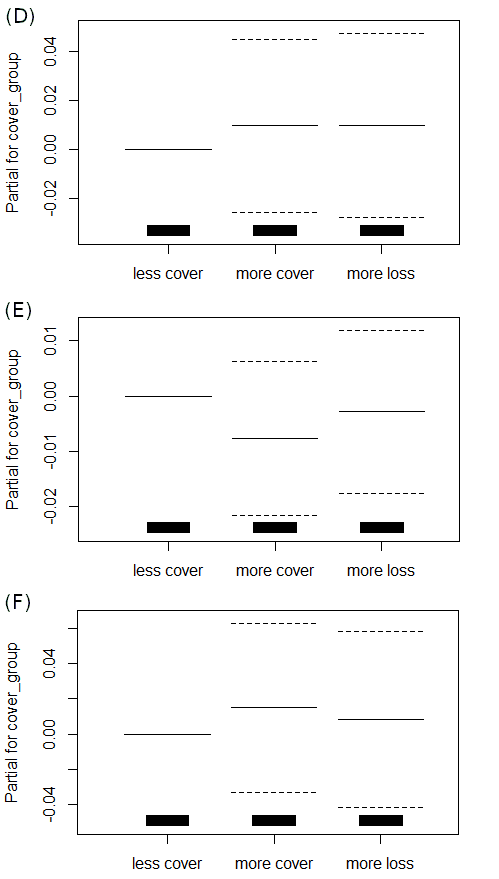 (D)
Partial for cover_group
0.04
0.02
0.00
-0.02
less cover more cover more loss
(E)
Partial for cover_group
0.01
0.00
-0.01
-0.02
less cover more cover more loss
(F)
Partial for cover_group
0.04
0.00
-0.04
less cover more cover more loss